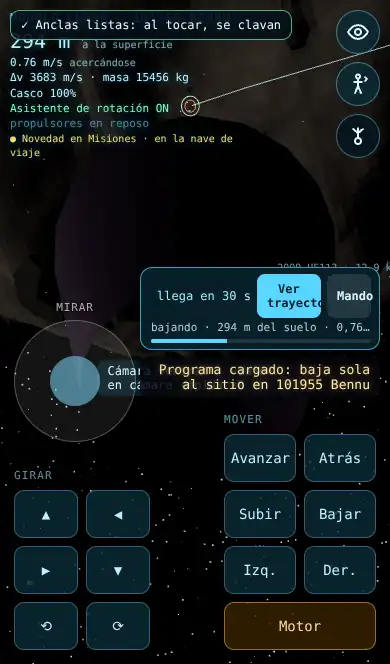 ✓ Anclas listas: al tocar, se clavan
294 m a la superficie
0.76 m/s acercándose
Δv 3683 m/s · masa 15456 kg
Casco 100%
Asistente de rotación ON
propulsores en reposo
● Novedad en Misiones · en la nave de
viaje
llega en 30 s
Ver
trayecto
Mando
bajando · 294 m del suelo · 0,76…
MIRAR
Cámar
en cá
Programa cargado: baja sola
al sitio en 101955 Bennu
MOVER
Avanzar
Atrás
GIRAR
Subir
Bajar
▲
◀
▶
▼
Izq.
Der.
⟲
⟳
Motor